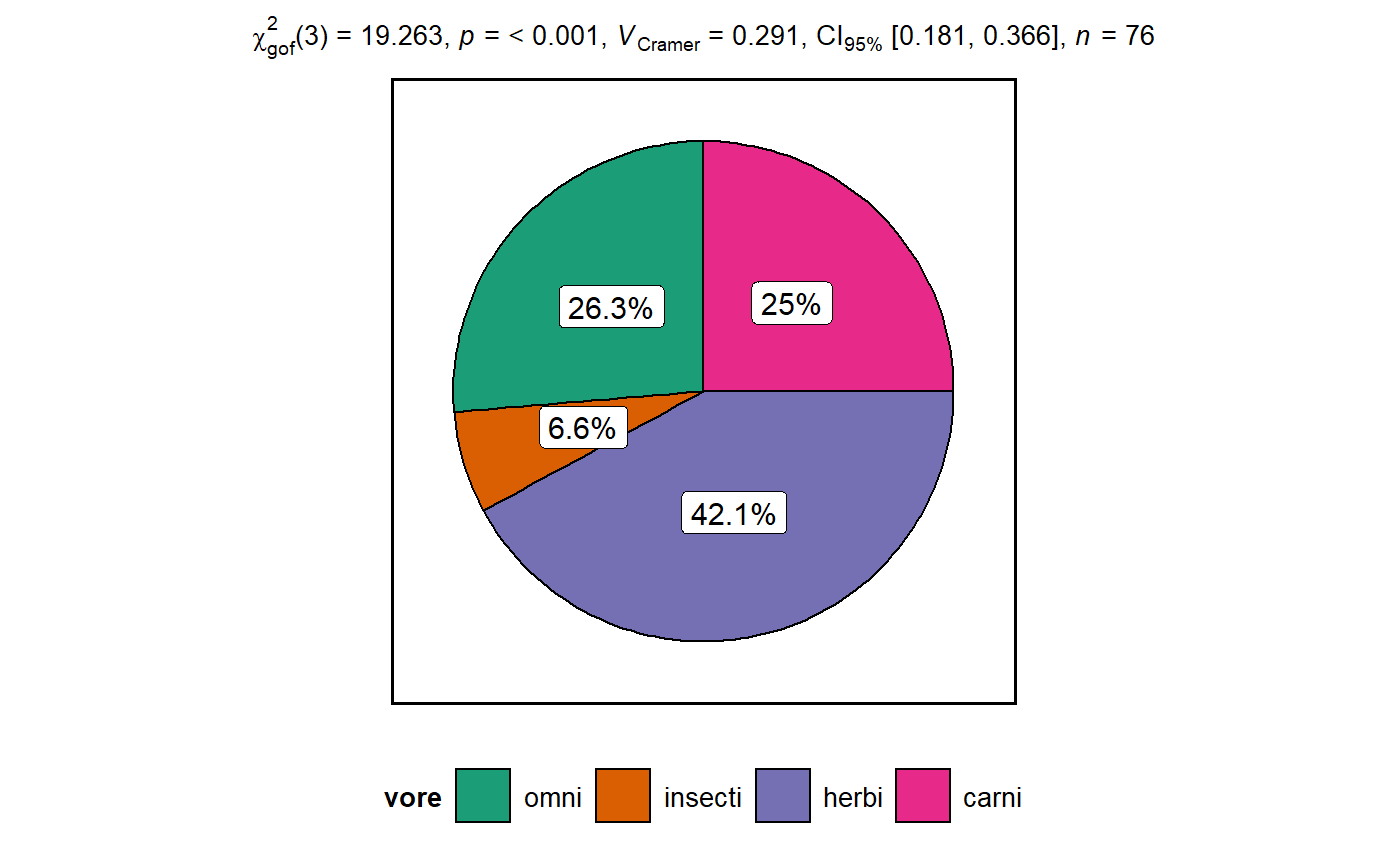 χ²gof(3) = 19.263, p = < 0.001, VCramer = 0.291, CI95% [0.181, 0.366], n = 76
26.3%
25%
6.6%
42.1%
vore omni insecti herbi carni